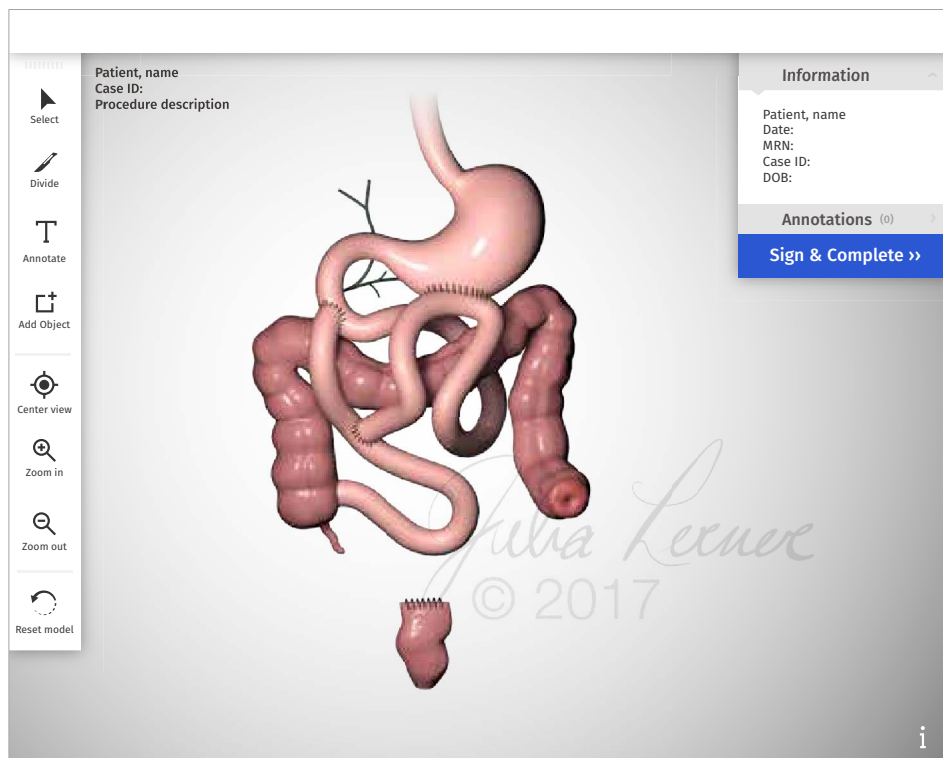 Patient, name
Case ID:
Procedure description
Select
Divide
Annotate
Add Object
Center view
Zoom in
Zoom out
Reset model
Information
Patient, name
Date:
MRN:
Case ID:
DOB:
Annotations (0)
Sign & Complete ››
Julia Lerner
© 2017
i